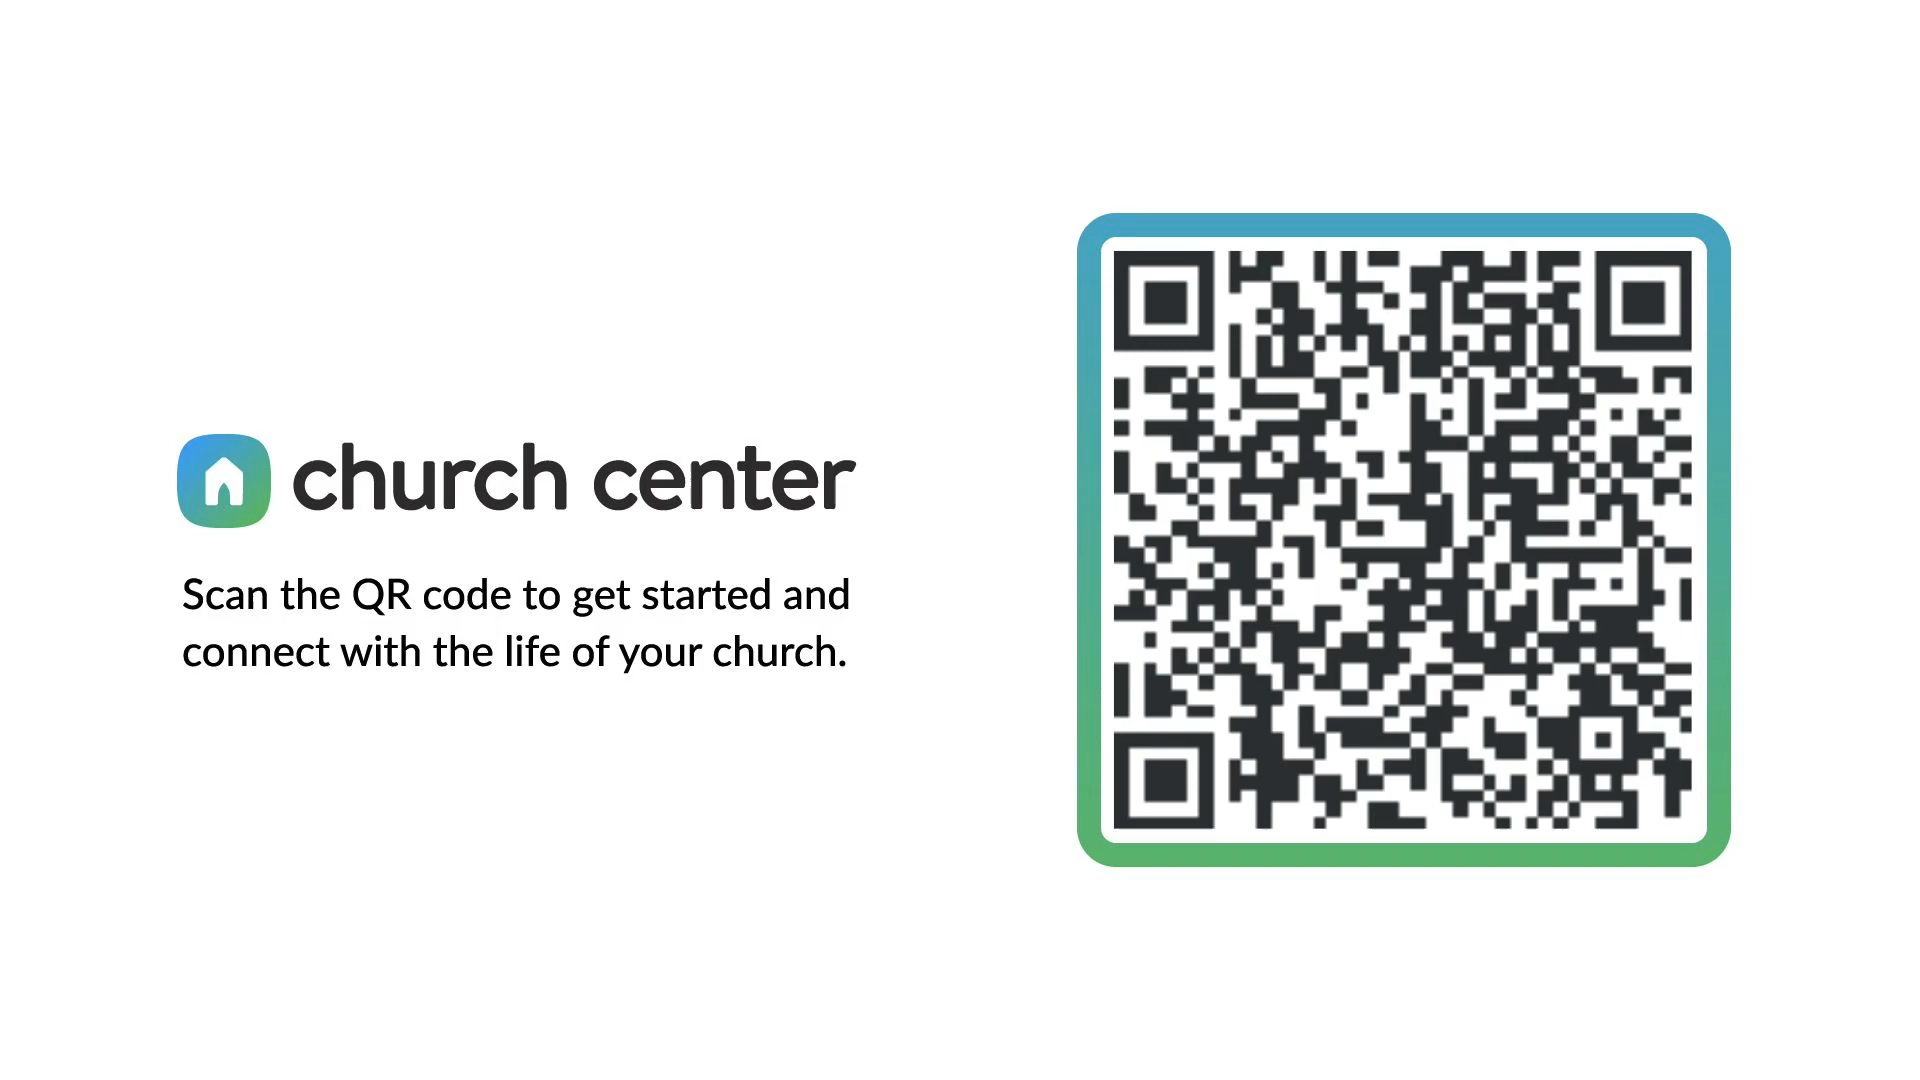 church center
Scan the QR code to get started and
connect with the life of your church.